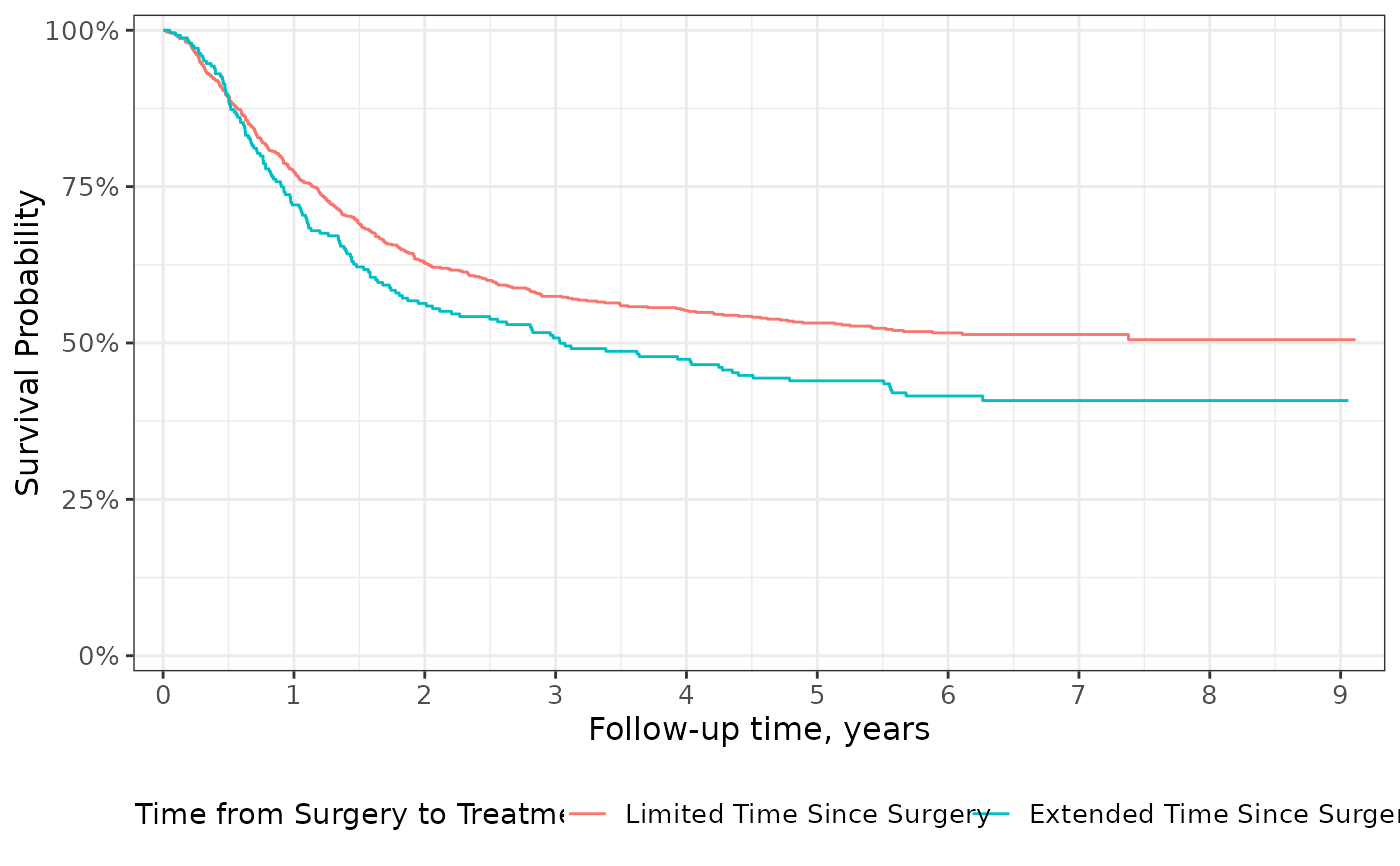 100%
75%
50%
25%
0%
Survival Probability
0 1 2 3 4 5 6 7 8 9
Follow-up time, years
Time from Surgery to Treatme Limited Time Since Surgery Extended Time Since Surger